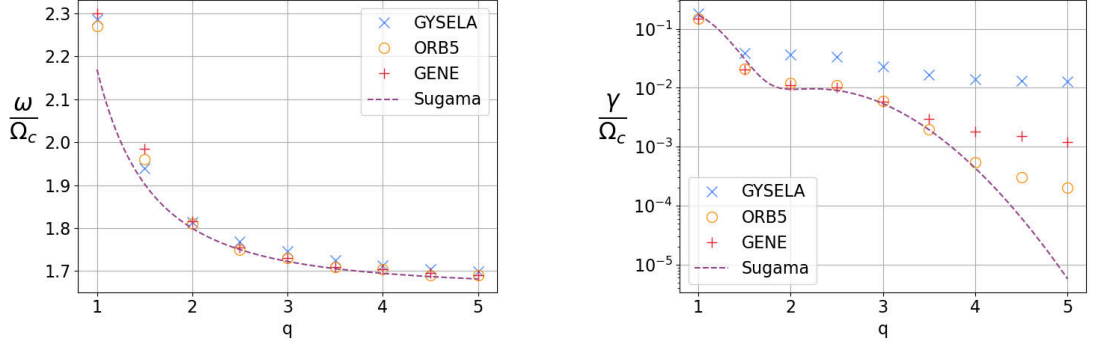 2.3
2.2
2.1
2.0
1.9
1.8
1.7
ω
Ω_c
GYSELA
ORB5
GENE
Sugama
1 2 3 4 5
q
10⁻¹
10⁻²
10⁻³
10⁻⁴
10⁻⁵
γ
Ω_c
GYSELA
ORB5
GENE
Sugama
1 2 3 4 5
q